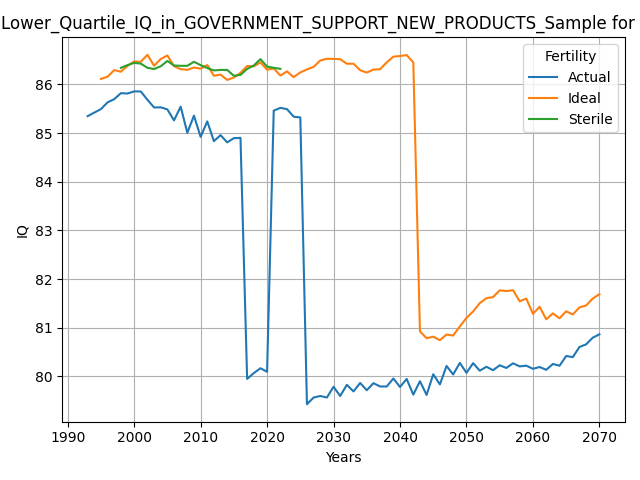 Lower_Quartile_IQ_in_GOVERNMENT_SUPPORT_NEW_PRODUCTS_Sample for
Fertility
Actual
Ideal
Sterile
86
85
84
83
82
81
80
IQ
1990 2000 2010 2020 2030 2040 2050 2060 2070
Years